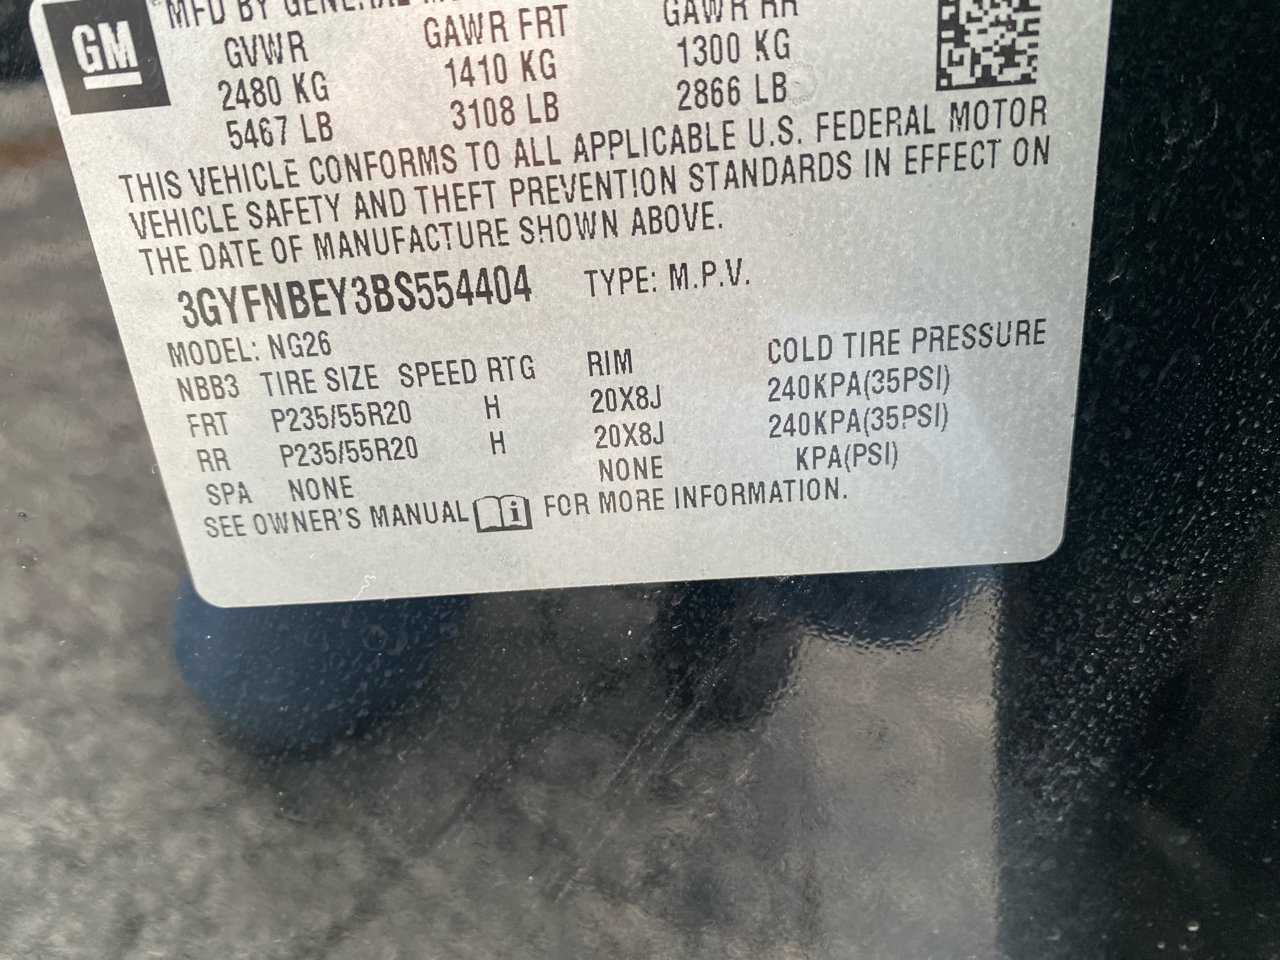 GM
MFD BY GENERAL
GVWR GAWR FRT GAWR RR
2480 KG 1410 KG 1300 KG
5467 LB 3108 LB 2866 LB
THIS VEHICLE CONFORMS TO ALL APPLICABLE U.S. FEDERAL MOTOR
VEHICLE SAFETY AND THEFT PREVENTION STANDARDS IN EFFECT ON
THE DATE OF MANUFACTURE SHOWN ABOVE.
3GYFNBEY3BS554404 TYPE: M.P.V.
MODEL: NG26
NBB3 TIRE SIZE SPEED RTG RIM COLD TIRE PRESSURE
FRT P235/55R20 H 20X8J 240KPA(35PSI)
RR P235/55R20 H 20X8J 240KPA(35PSI)
SPA NONE NONE KPA(PSI)
SEE OWNER'S MANUAL i FOR MORE INFORMATION.